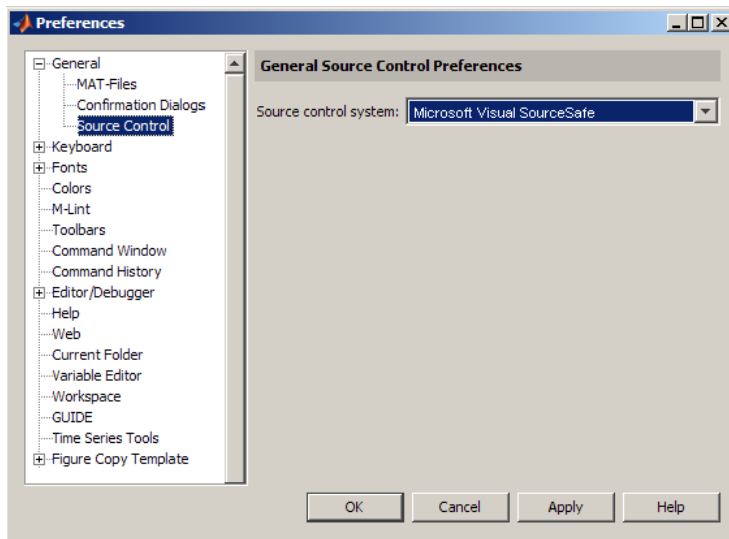 Preferences
General
MAT-Files
Confirmation Dialogs
Source Control
Keyboard
Fonts
Colors
M-Lint
Toolbars
Command Window
Command History
Editor/Debugger
Help
Web
Current Folder
Variable Editor
Workspace
GUIDE
Time Series Tools
Figure Copy Template
General Source Control Preferences
Source control system: Microsoft Visual SourceSafe
OK Cancel Apply Help